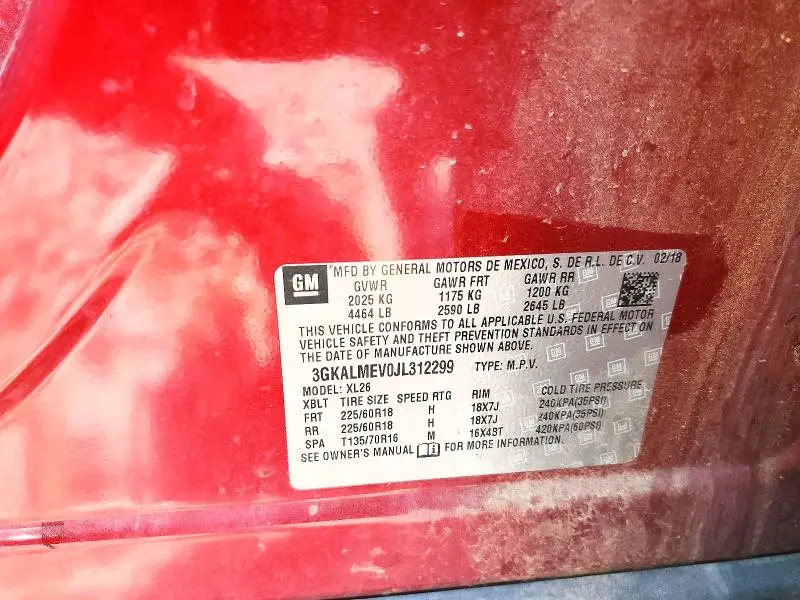 GM MFD BY GENERAL MOTORS DE MEXICO, S. DE R.L. DE C.V. 02/18
GVWR GAWR FRT GAWR RR
2025 KG 1175 KG 1200 KG
4464 LB 2590 LB 2645 LB
THIS VEHICLE CONFORMS TO ALL APPLICABLE U.S. FEDERAL MOTOR
VEHICLE SAFETY AND THEFT PREVENTION STANDARDS IN EFFECT ON
THE DATE OF MANUFACTURE SHOWN ABOVE.
3GKALMEV0JL312299 TYPE: M.P.V.
MODEL: XL26
XBLT TIRE SIZE SPEED RTG RIM COLD TIRE PRESSURE
FRT 225/60R18 H 18X7J 240KPA(35PSI)
RR 225/60R18 H 18X7J 240KPA(35PSI)
SPA T135/70R16 M 16X4BT 420KPA(60PSI)
SEE OWNER'S MANUAL FOR MORE INFORMATION.